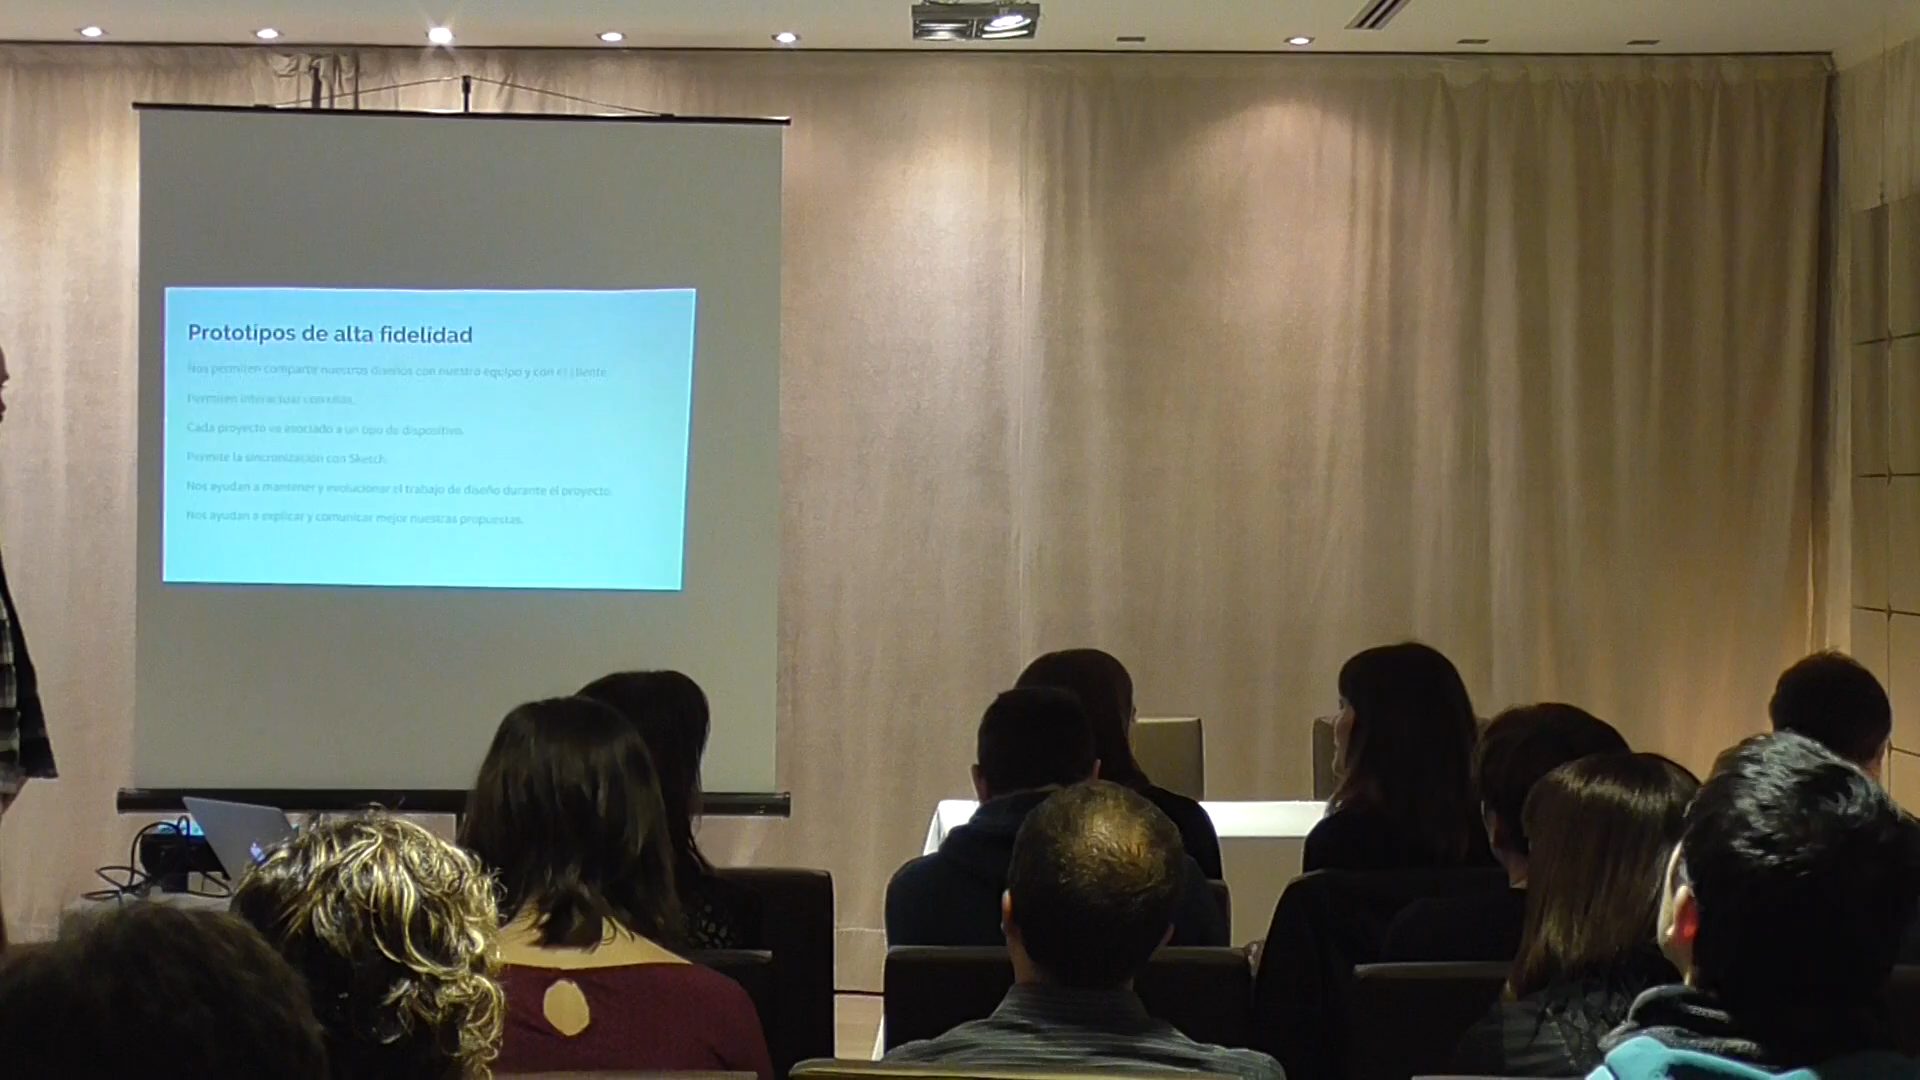 Prototipos de alta fidelidad
Nos permiten compartir nuestros diseños con nuestro equipo y con el cliente.
Permiten interactuar con ellos.
Cada proyecto va asociado a un tipo de dispositivo.
Permite la sincronización con Sketch.
Nos ayudan a mantener y evolucionar el trabajo de diseño durante el proyecto.
Nos ayudan a explicar y comunicar mejor nuestras propuestas.